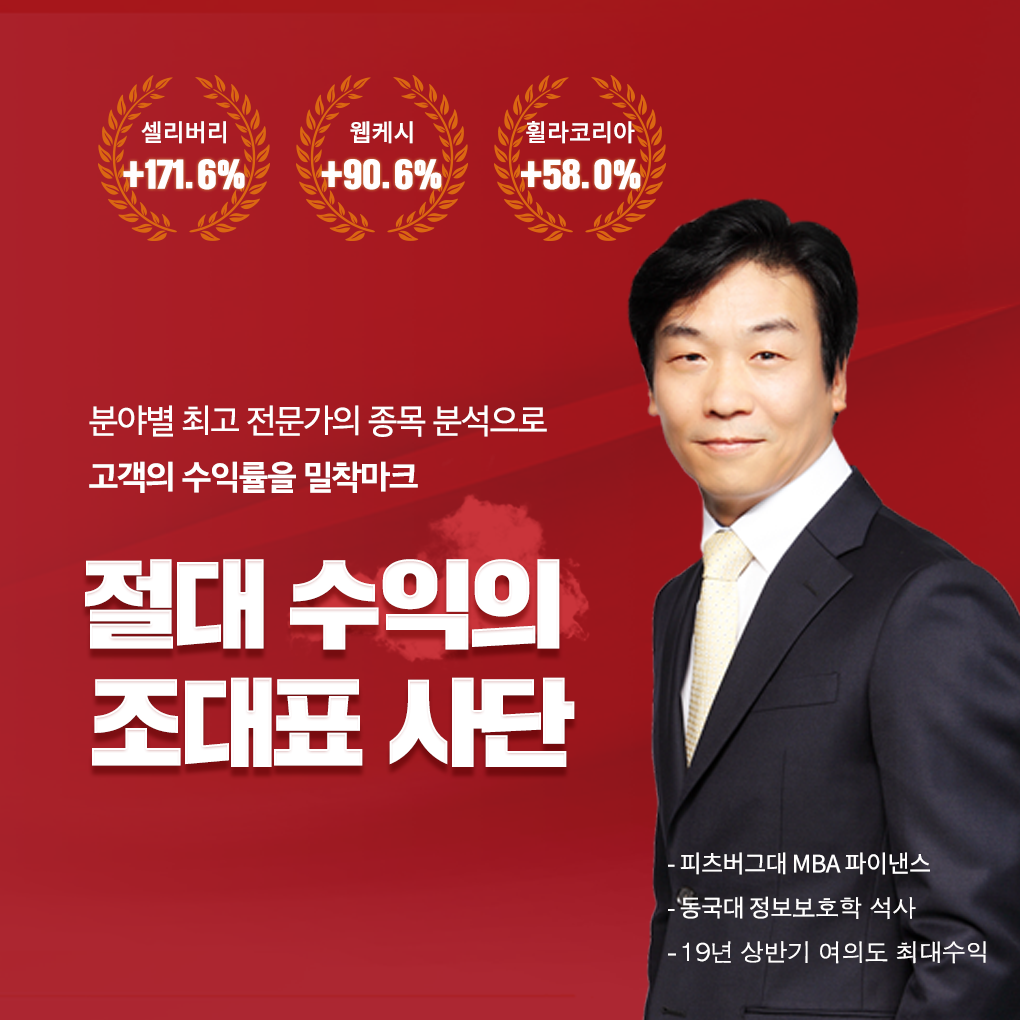 셀리버리
+171.6%
웹케시
+90.6%
휠라코리아
+58.0%
분야별 최고 전문가의 종목 분석으로
고객의 수익률을 밀착마크
절대 수익의
조대표 사단
- 피츠버그대 MBA 파이낸스
- 동국대 정보보호학 석사
- 19년 상반기 여의도 최대수익